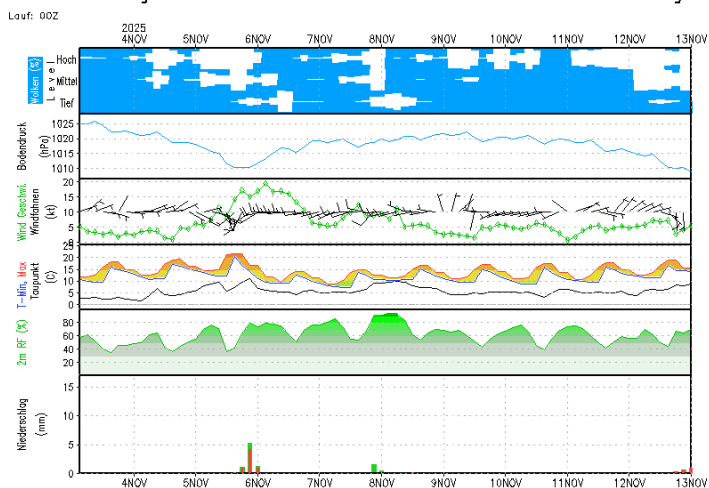 Lauf: 00Z
2025
4NOV 5NOV 6NOV 7NOV 8NOV 9NOV 10NOV 11NOV 12NOV 13NOV
Wolken (%)
Level
Hoch
Mittel
Tief
Bodendruck
(hPa)
1025
1020
1015
1010
Wind Geschwi.
Windfahnen
(kt)
20
15
10
5
T-Min, Max
Taupunkt
(C)
20
15
10
5
0
2m RF (%)
80
60
40
20
Niederschlag
(mm)
15
10
5
0
4NOV 5NOV 6NOV 7NOV 8NOV 9NOV 10NOV 11NOV 12NOV 13NOV